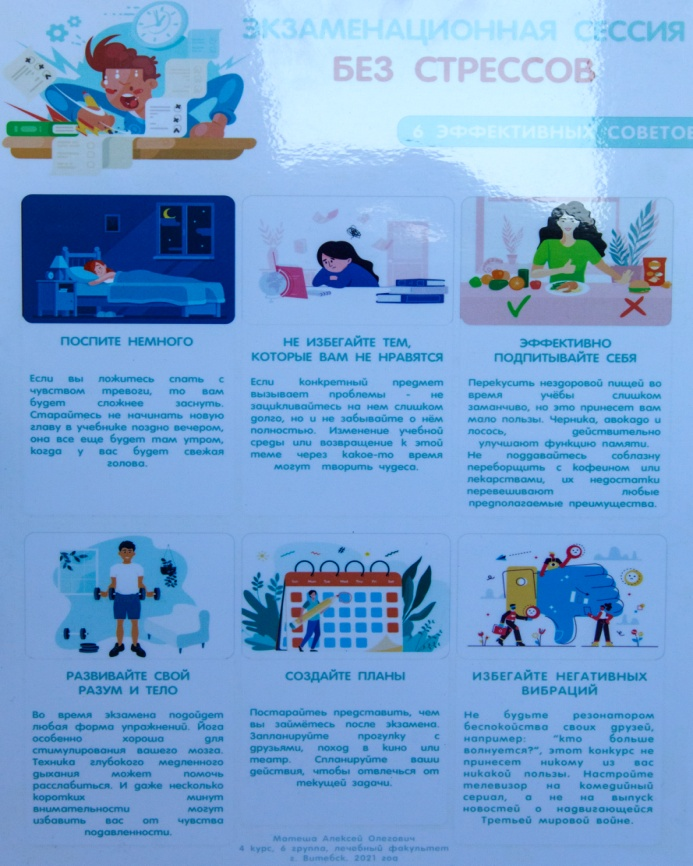 ЭКЗАМЕНАЦИОННАЯ СЕССИЯ
БЕЗ СТРЕССОВ
6 ЭФФЕКТИВНЫХ СОВЕТОВ
ПОСПИТЕ НЕМНОГО
Если вы ложитесь спать с
чувством тревоги, то вам
будет сложнее заснуть.
Старайтесь не начинать новую
главу в учебнике поздно вечером,
она все еще будет там утром,
когда у вас будет свежая
голова.
НЕ ИЗБЕГАЙТЕ ТЕМ,
КОТОРЫЕ ВАМ НЕ НРАВЯТСЯ
Если конкретный предмет
вызывает проблемы - не
зацикливайтесь на нем слишком
долго, но и не забывайте о нём
полностью. Изменение учебной
среды или возвращение к этой
теме через какое-то время
могут творить чудеса.
ЭФФЕКТИВНО
ПОДПИТЫВАЙТЕ СЕБЯ
Перекусить нездоровой пищей во
время учёбы слишком
заманчиво, но это принесет вам
мало пользы. Черника, авокадо и
лосось, действительно
улучшают функцию памяти.
Не поддавайтесь соблазну
переборщить с кофеином или
лекарствами, их недостатки
перевешивают любые
предполагаемые преимущества.
РАЗВИВАЙТЕ СВОЙ
РАЗУМ И ТЕЛО
Во время экзамена подойдет
любая форма упражнений. Йога
особенно хороша для
стимулирования вашего мозга.
Техника глубокого медленного
дыхания может помочь
расслабиться. И даже несколько
коротких минут
внимательности могут
избавить вас от чувства
подавленности.
СОЗДАЙТЕ ПЛАНЫ
Постарайтесь представить, чем
вы займётесь после экзамена.
Запланируйте прогулку с
друзьями, поход в кино или
театр. Спланируйте ваши
действия, чтобы отвлечься от
текущей задачи.
ИЗБЕГАЙТЕ НЕГАТИВНЫХ
ВИБРАЦИЙ
Не будьте резонатором
беспокойства своих друзей,
например: "кто больше
волнуется?", этот конкурс не
принесет никому из вас
никакой пользы. Настройте
телевизор на комедийный
сериал, а не на выпуск
новостей о надвигающейся
Третьей мировой войне.
Матеша Алексей Олегович
4 курс, 6 группа, лечебный факультет
г. Витебск, 2021 год